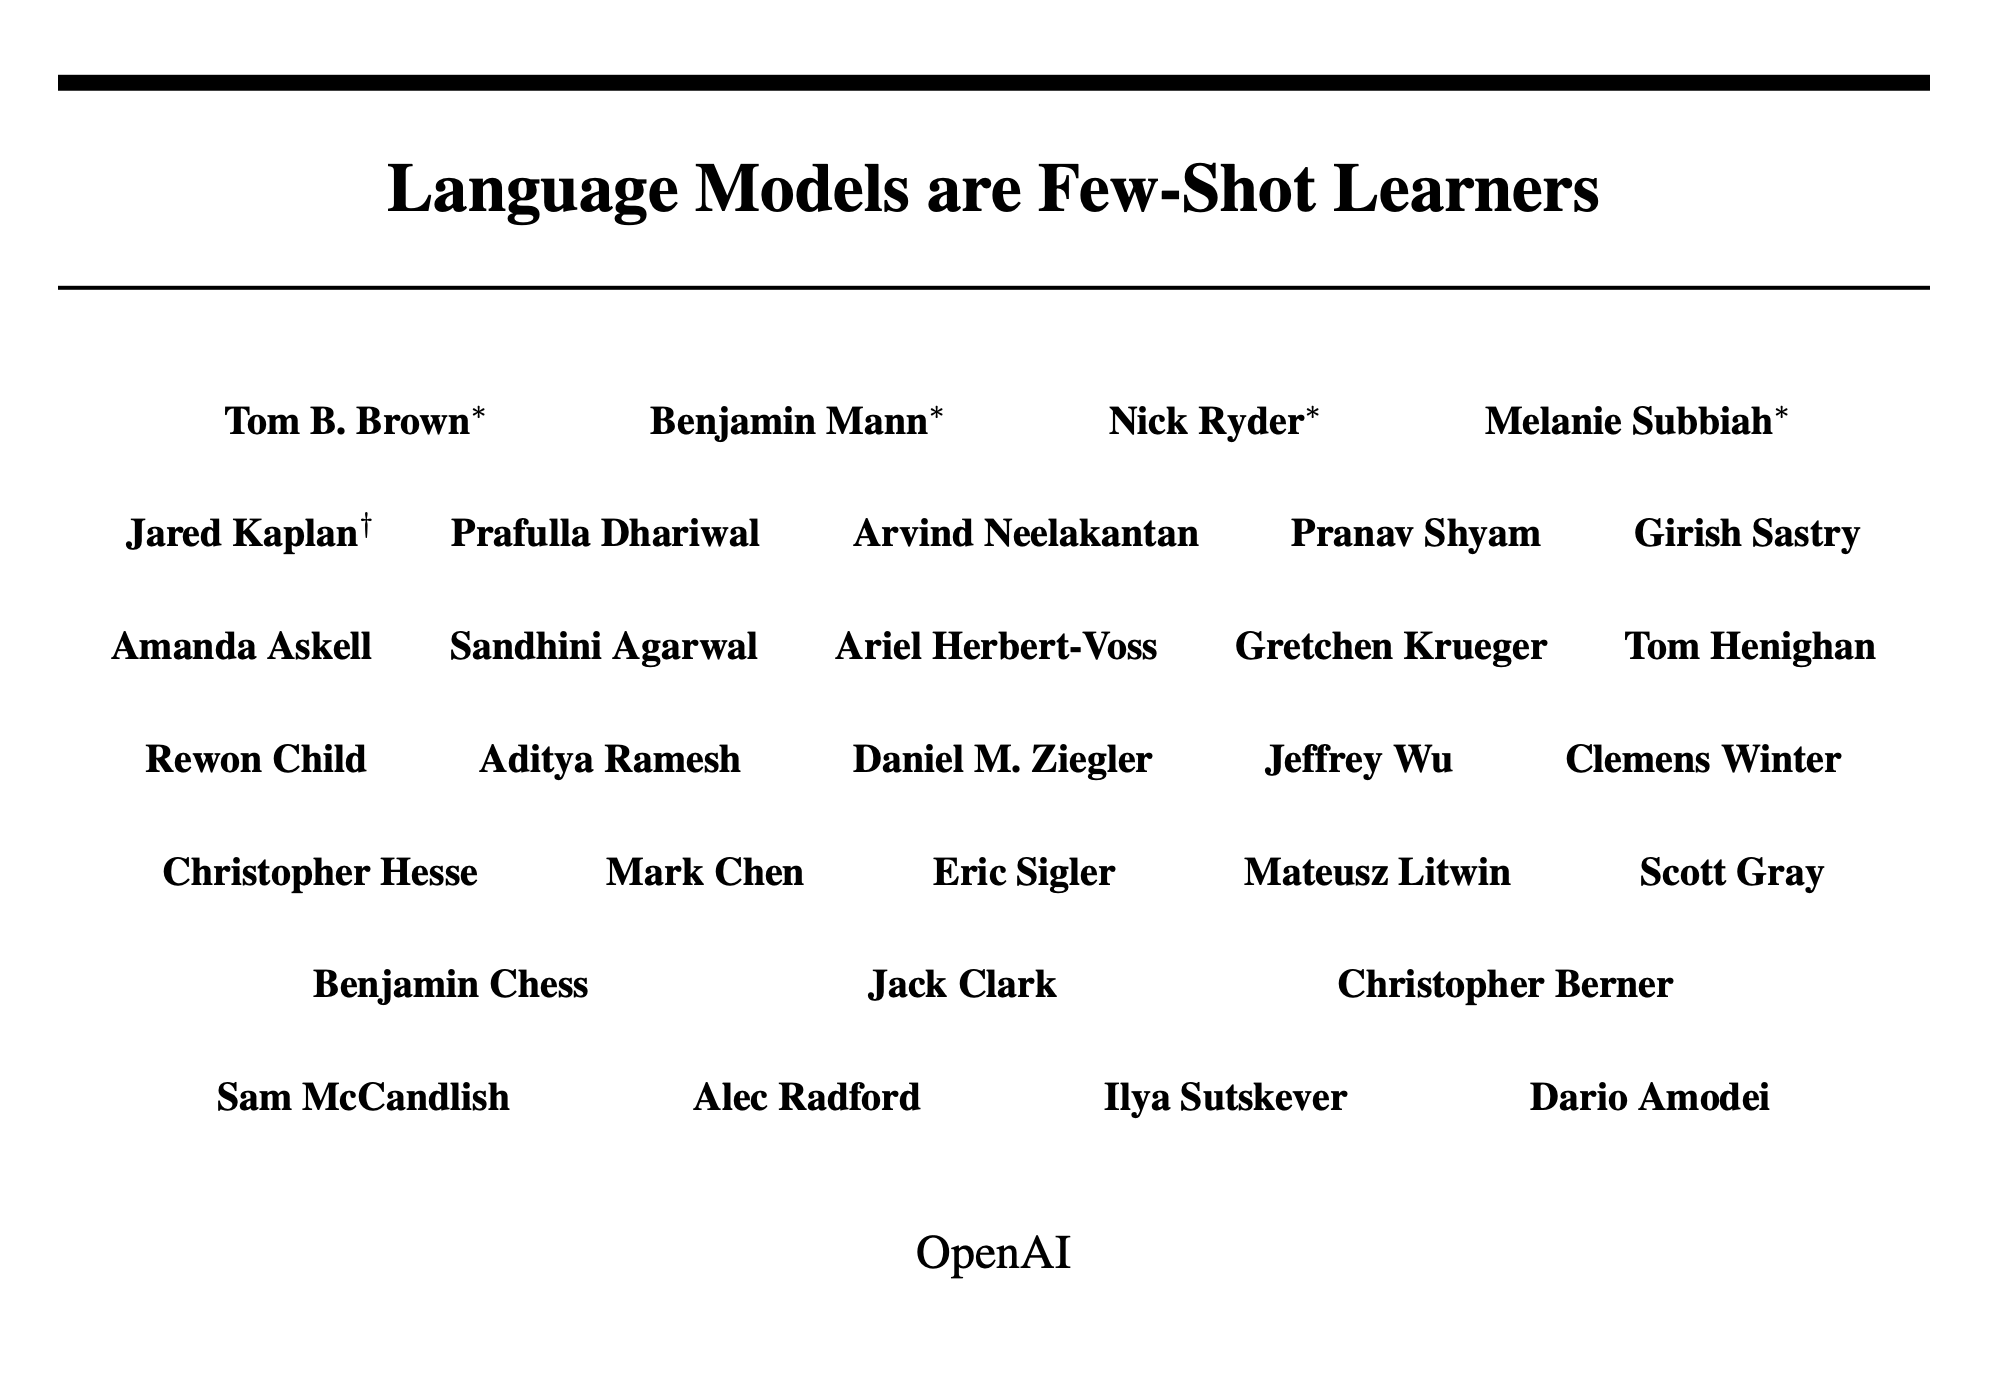 Language Models are Few-Shot Learners
Tom B. Brown* Benjamin Mann* Nick Ryder* Melanie Subbiah*
Jared Kaplan† Prafulla Dhariwal Arvind Neelakantan Pranav Shyam Girish Sastry
Amanda Askell Sandhini Agarwal Ariel Herbert-Voss Gretchen Krueger Tom Henighan
Rewon Child Aditya Ramesh Daniel M. Ziegler Jeffrey Wu Clemens Winter
Christopher Hesse Mark Chen Eric Sigler Mateusz Litwin Scott Gray
Benjamin Chess Jack Clark Christopher Berner
Sam McCandlish Alec Radford Ilya Sutskever Dario Amodei
OpenAI